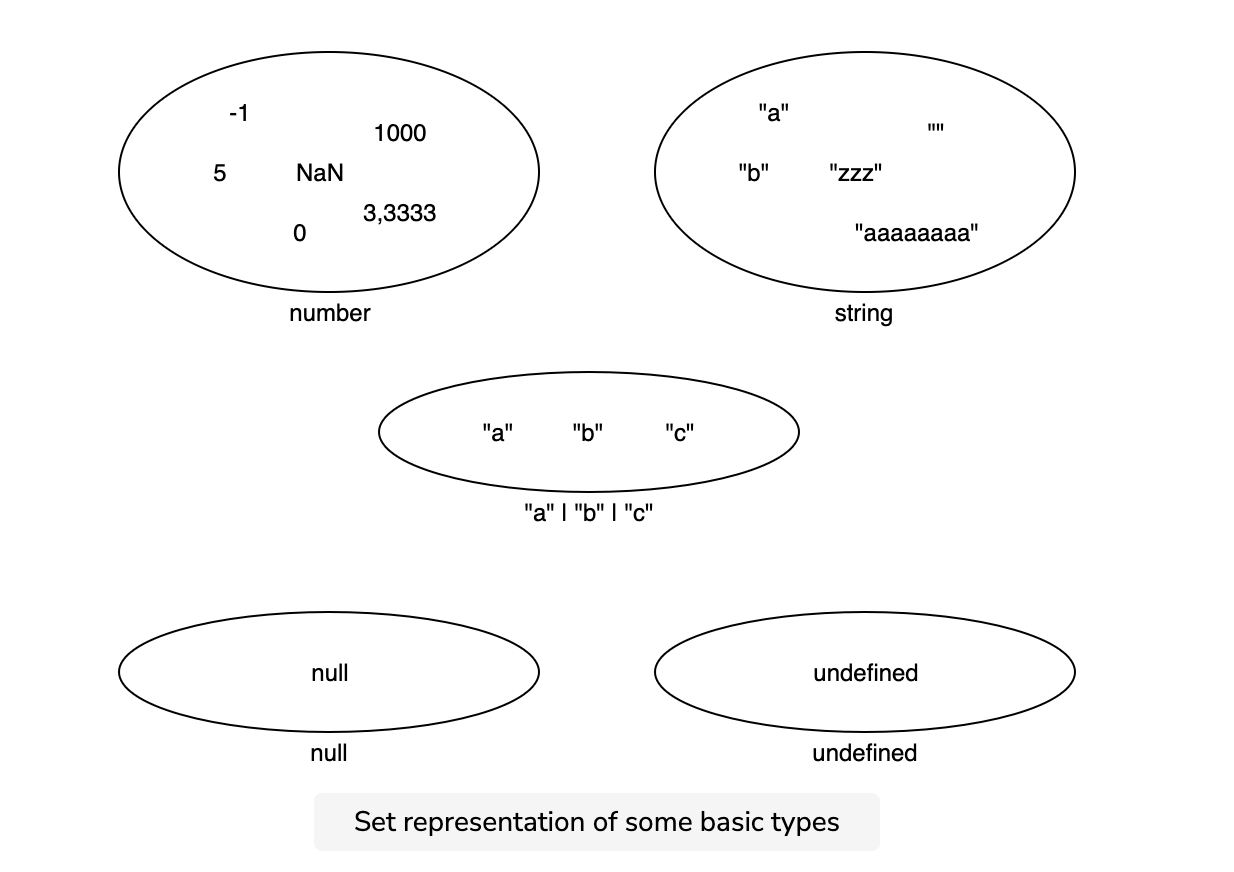 -1
1000
5 NaN
3,3333
0
number
"a"
""
"b" "zzz"
"aaaaaaaa"
string
"a" "b" "c"
"a" | "b" | "c"
null
null
undefined
undefined
Set representation of some basic types